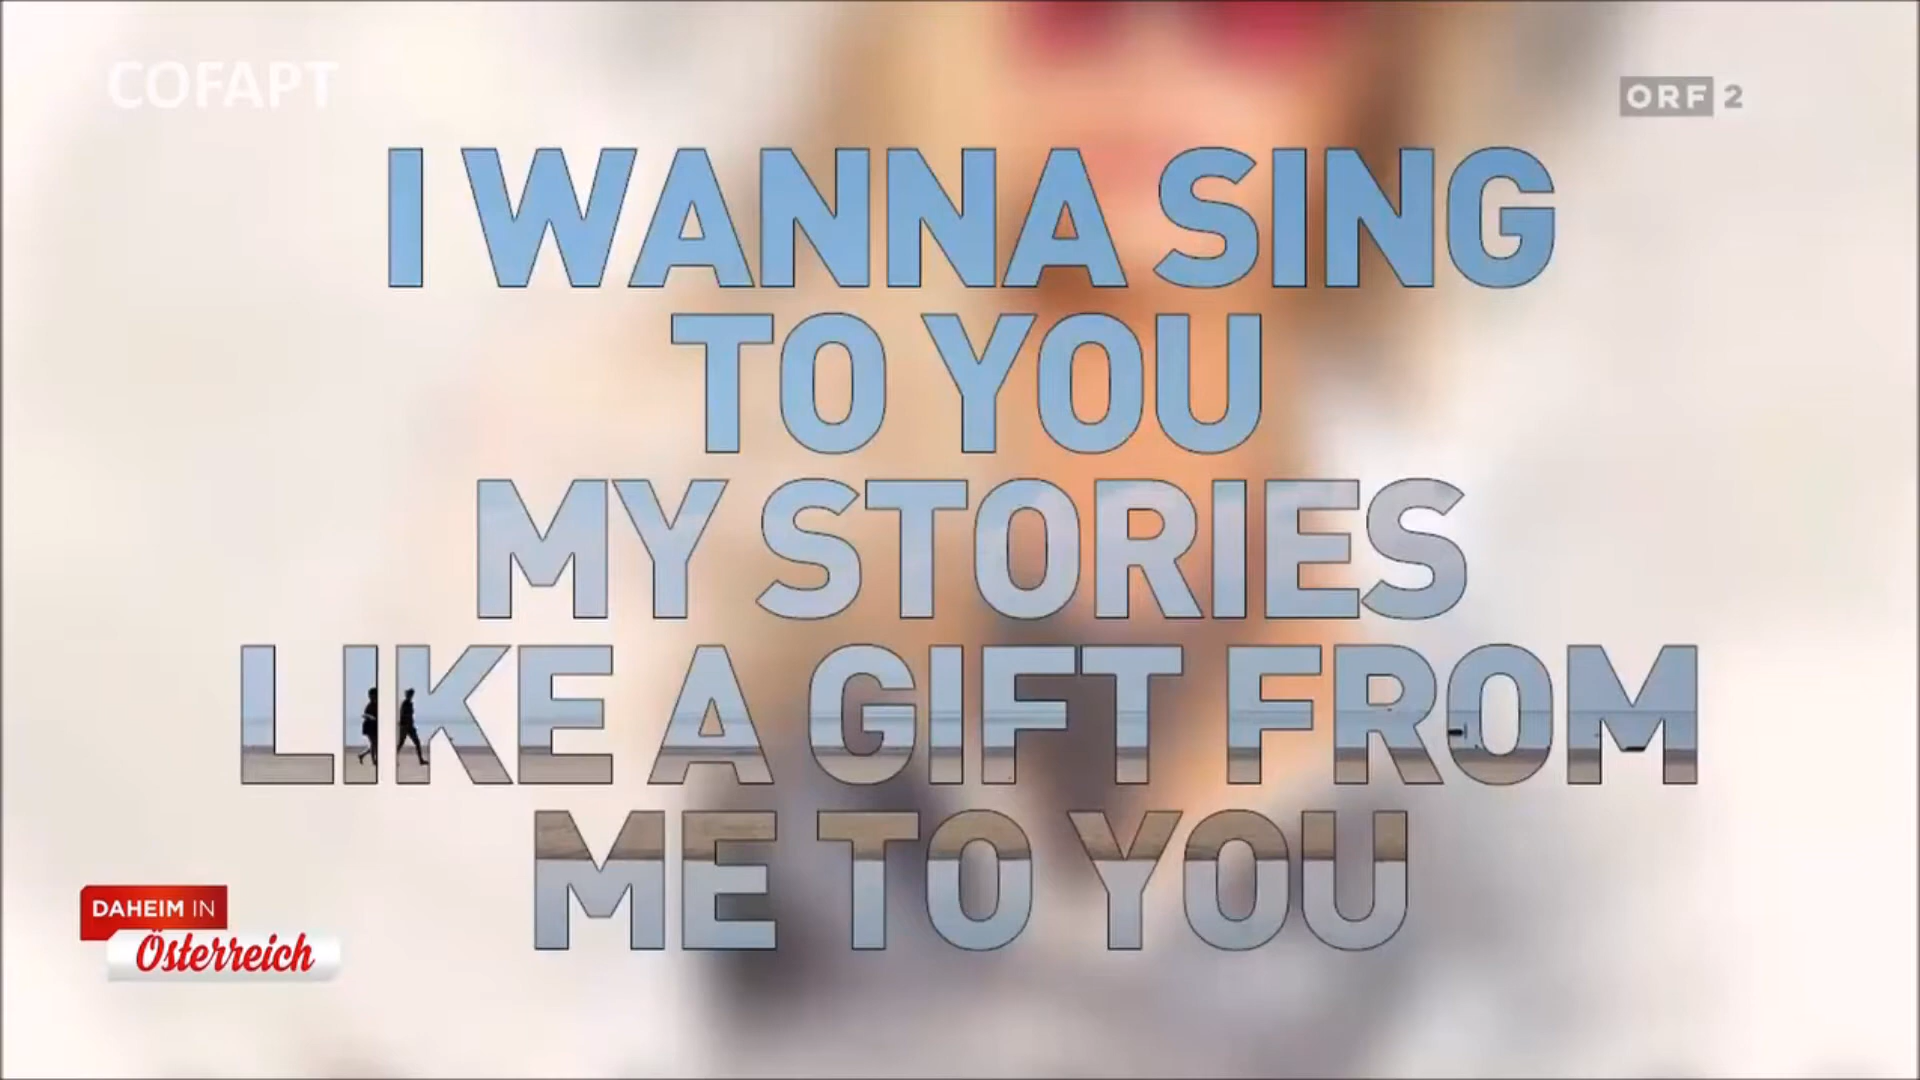 COFAPT
ORF 2
I WANNA SING
TO YOU
MY STORIES
LIKE A GIFT FROM
ME TO YOU
DAHEIM IN
Österreich